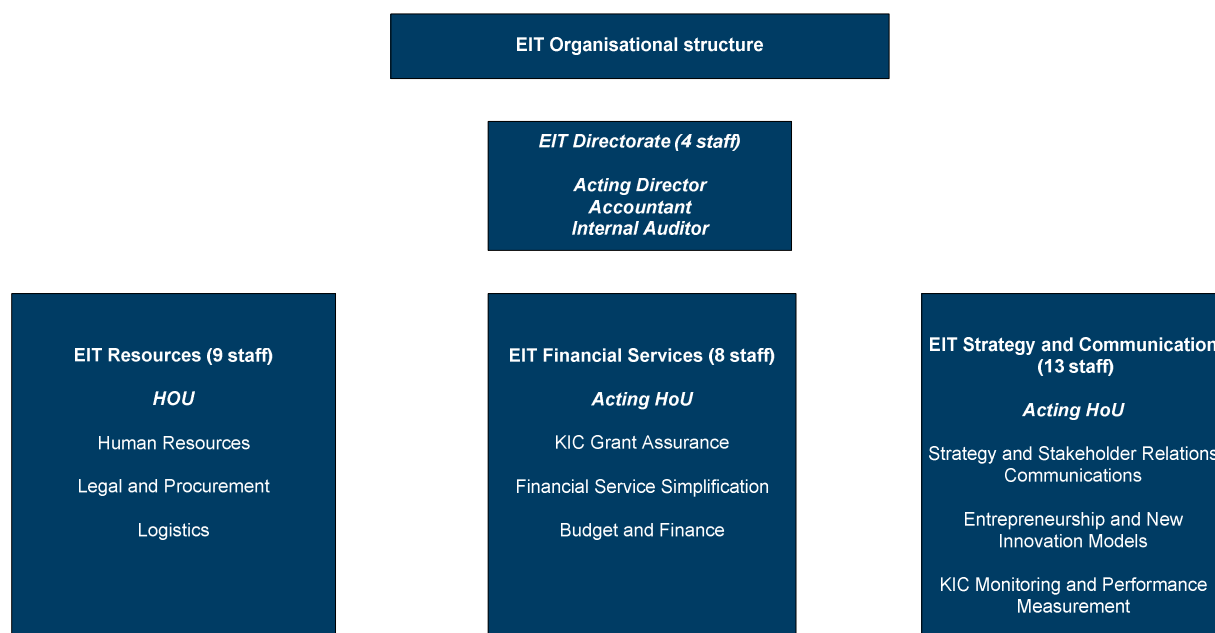 EIT Organisational structure
EIT Directorate (4 staff)
Acting Director
Accountant
Internal Auditor
EIT Resources (9 staff)
HOU
Human Resources
Legal and Procurement
Logistics
EIT Financial Services (8 staff)
Acting HoU
KIC Grant Assurance
Financial Service Simplification
Budget and Finance
EIT Strategy and Communication
(13 staff)
Acting HoU
Strategy and Stakeholder Relations
Communications
Entrepreneurship and New
Innovation Models
KIC Monitoring and Performance
Measurement